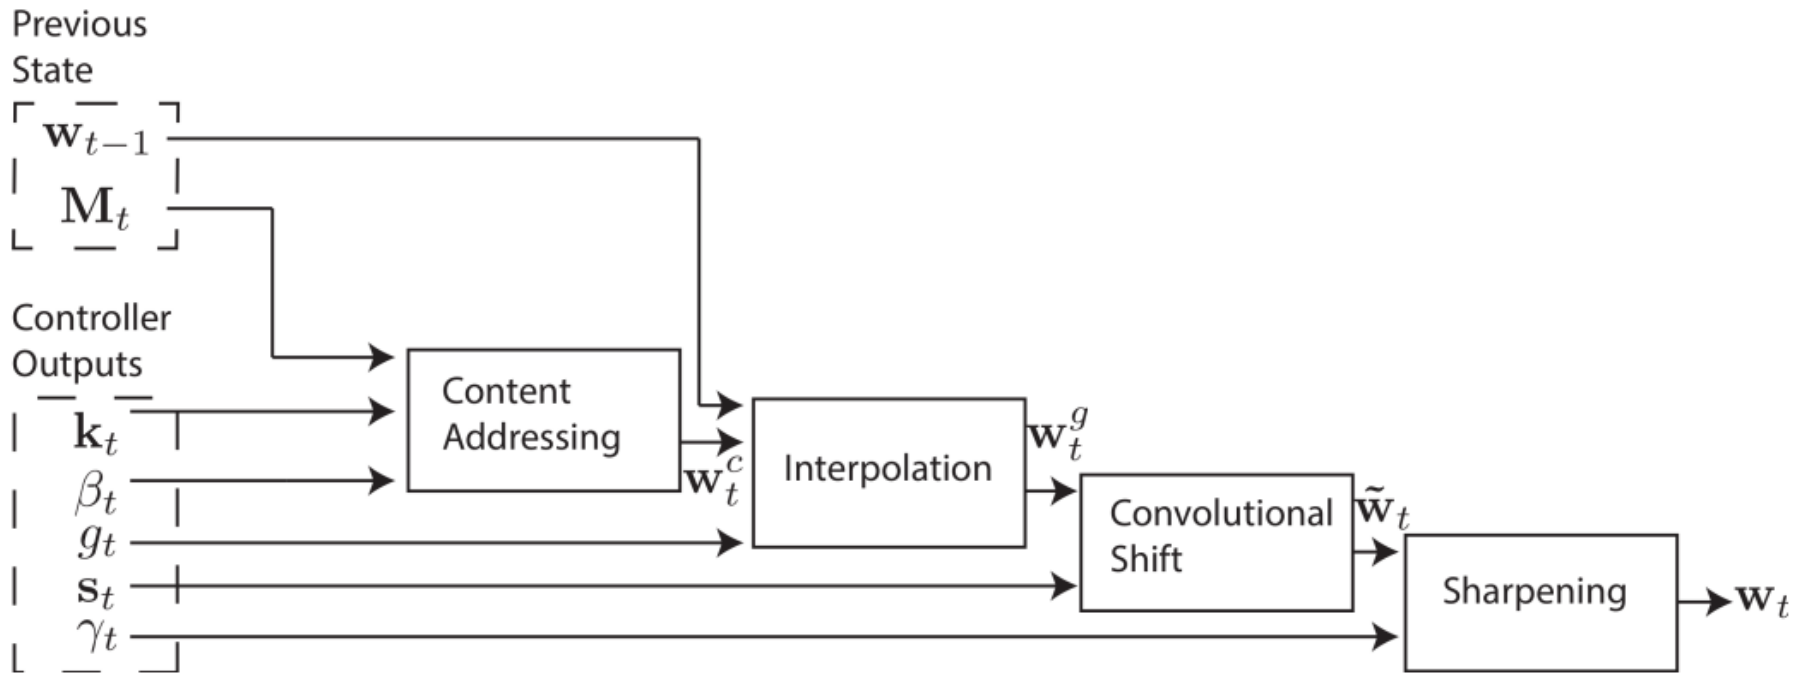 Previous
State
w_{t−1}
M_t
Controller
Outputs
k_t
β_t
g_t
s_t
γ_t
Content
Addressing
w_t^c
Interpolation
w_t^g
Convolutional
Shift
w̃_t
Sharpening
w_t